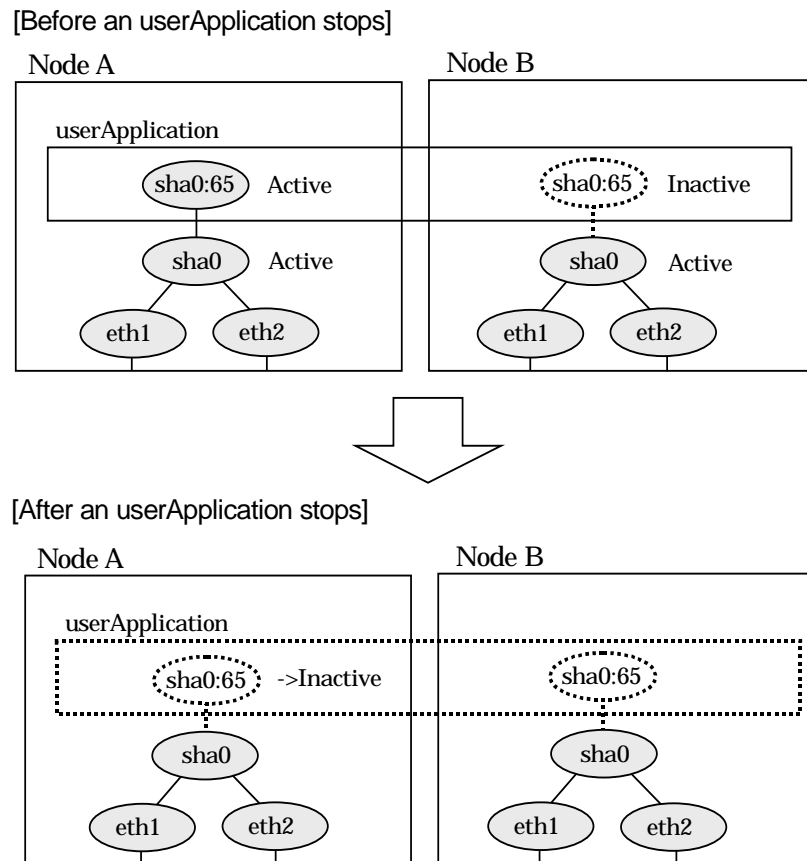 [Before an userApplication stops]
Node A
Node B
userApplication
sha0:65 Active
sha0:65 Inactive
sha0 Active
sha0 Active
eth1 eth2
eth1 eth2
[After an userApplication stops]
Node A
Node B
userApplication
sha0:65 ->Inactive
sha0:65
sha0
sha0
eth1 eth2
eth1 eth2